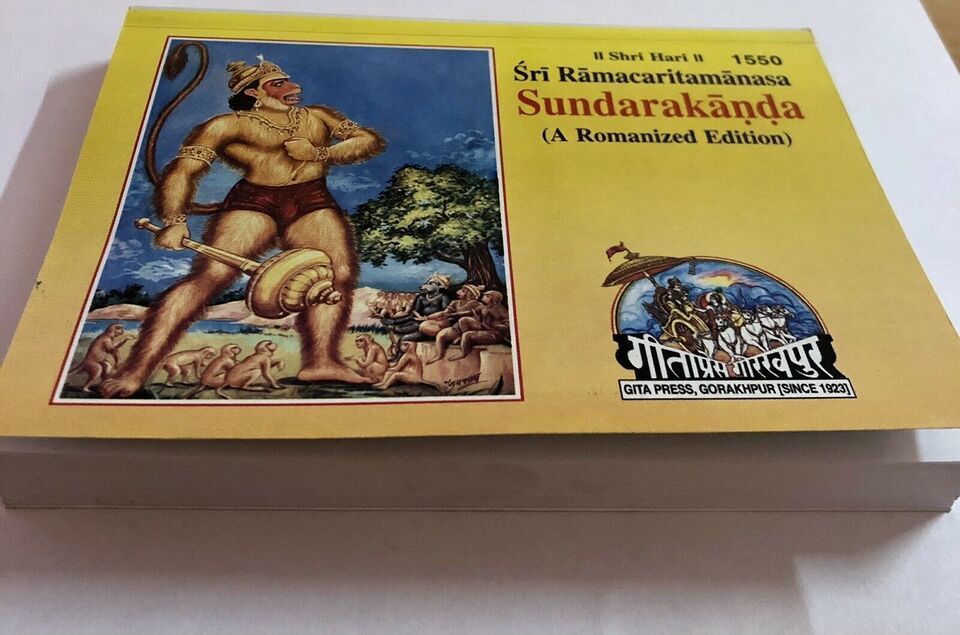 ॥ Shri Hari ॥ 1550
Śrī Rāmacaritamānasa
Sundarakāṇḍa
(A Romanized Edition)
गीताप्रेस गोरखपुर
GITA PRESS, GORAKHPUR [SINCE 1923]